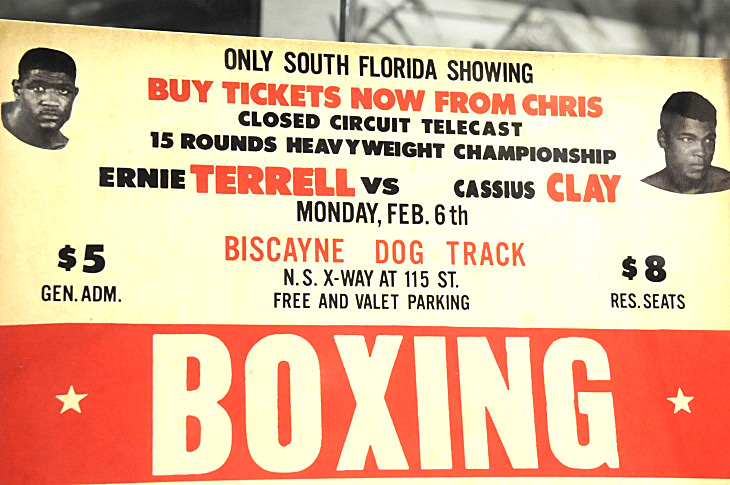 ONLY SOUTH FLORIDA SHOWING
BUY TICKETS NOW FROM CHRIS
CLOSED CIRCUIT TELECAST
15 ROUNDS HEAVYWEIGHT CHAMPIONSHIP
ERNIE TERRELL VS CASSIUS CLAY
MONDAY, FEB. 6th
BISCAYNE DOG TRACK
N.S. X-WAY AT 115 ST.
FREE AND VALET PARKING
$5
GEN. ADM.
$8
RES. SEATS
BOXING